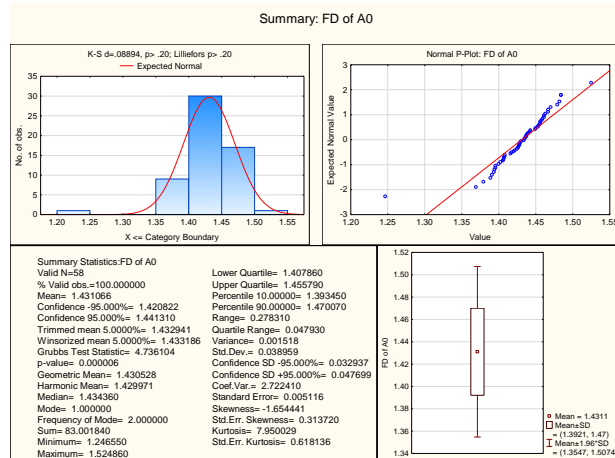 Summary: FD of A0
K-S d=.08894, p> .20; Lilliefors p> .20
Expected Normal
35
30
25
20
15
10
5
0
No. of obs.
1.20 1.25 1.30 1.35 1.40 1.45 1.50 1.55
X <= Category Boundary
Normal P-Plot: FD of A0
3
2
1
0
-1
-2
-3
Expected Normal Value
1.20 1.25 1.30 1.35 1.40 1.45 1.50 1.55
Value
Summary Statistics:FD of A0
Valid N=58
% Valid obs.=100.000000
Mean= 1.431066
Confidence -95.000%= 1.420822
Confidence 95.000%= 1.441310
Trimmed mean 5.0000%= 1.432941
Winsorized mean 5.0000%= 1.433186
Grubbs Test Statistic= 4.736104
p-value= 0.000006
Geometric Mean= 1.430528
Harmonic Mean= 1.429971
Median= 1.434360
Mode= 1.000000
Frequency of Mode= 2.000000
Sum= 83.001840
Minimum= 1.246550
Maximum= 1.524860
Lower Quartile= 1.407860
Upper Quartile= 1.455790
Percentile 10.00000= 1.393450
Percentile 90.00000= 1.470070
Range= 0.278310
Quartile Range= 0.047930
Variance= 0.001518
Std.Dev.= 0.038959
Confidence SD -95.000%= 0.032937
Confidence SD +95.000%= 0.047699
Coef.Var.= 2.722410
Standard Error= 0.005116
Skewness= -1.654441
Std.Err. Skewness= 0.313720
Kurtosis= 7.950029
Std.Err. Kurtosis= 0.618136
1.52
1.50
1.48
1.46
1.44
1.42
1.40
1.38
1.36
1.34
FD of A0
Mean = 1.4311
Mean±SD
= (1.3921, 1.47)
Mean±1.96*SD
= (1.3547, 1.5074)